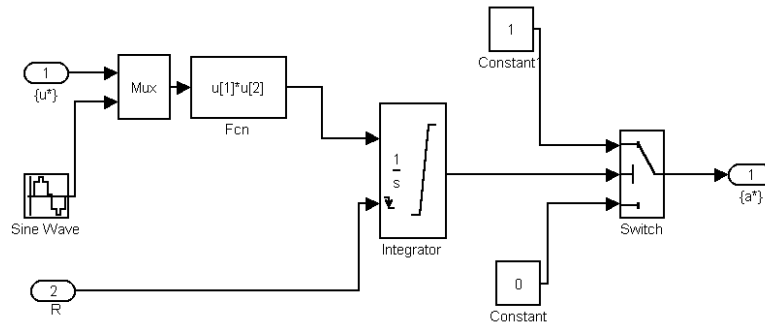 1
{u*}
Mux
u[1]*u[2]
Fcn
Sine Wave
2
R
1
s
Integrator
1
Constant1
0
Constant
Switch
1
{a*}